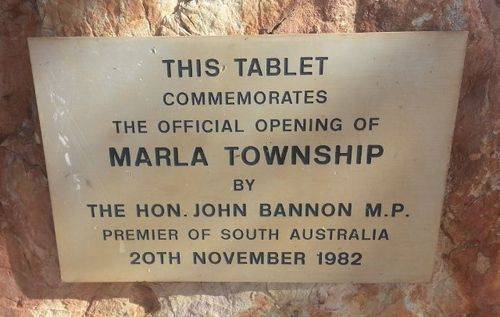 THIS TABLET
COMMEMORATES
THE OFFICIAL OPENING OF
MARLA TOWNSHIP
BY
THE HON. JOHN BANNON M.P.
PREMIER OF SOUTH AUSTRALIA
20TH NOVEMBER 1982